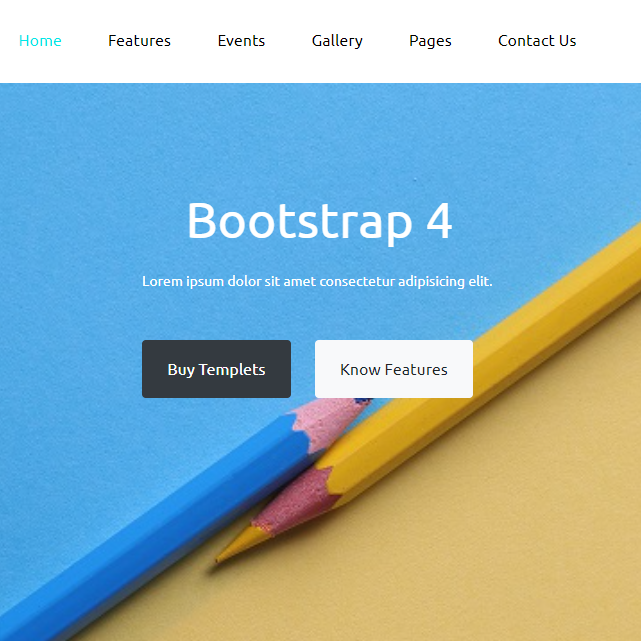 Home Features Events Gallery Pages Contact Us
Bootstrap 4
Lorem ipsum dolor sit amet consectetur adipisicing elit.
Buy Templets Know Features